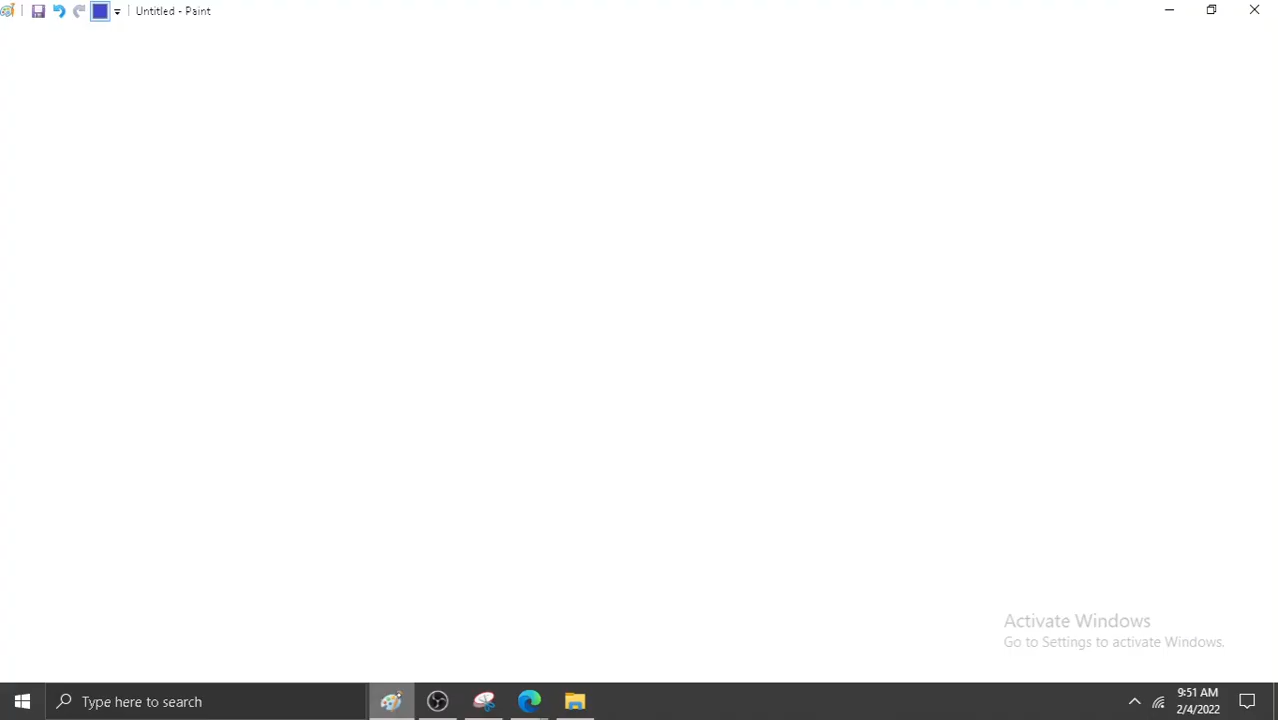 Untitled - Paint
Activate Windows
Go to Settings to activate Windows.
Type here to search
9:51 AM
2/4/2022